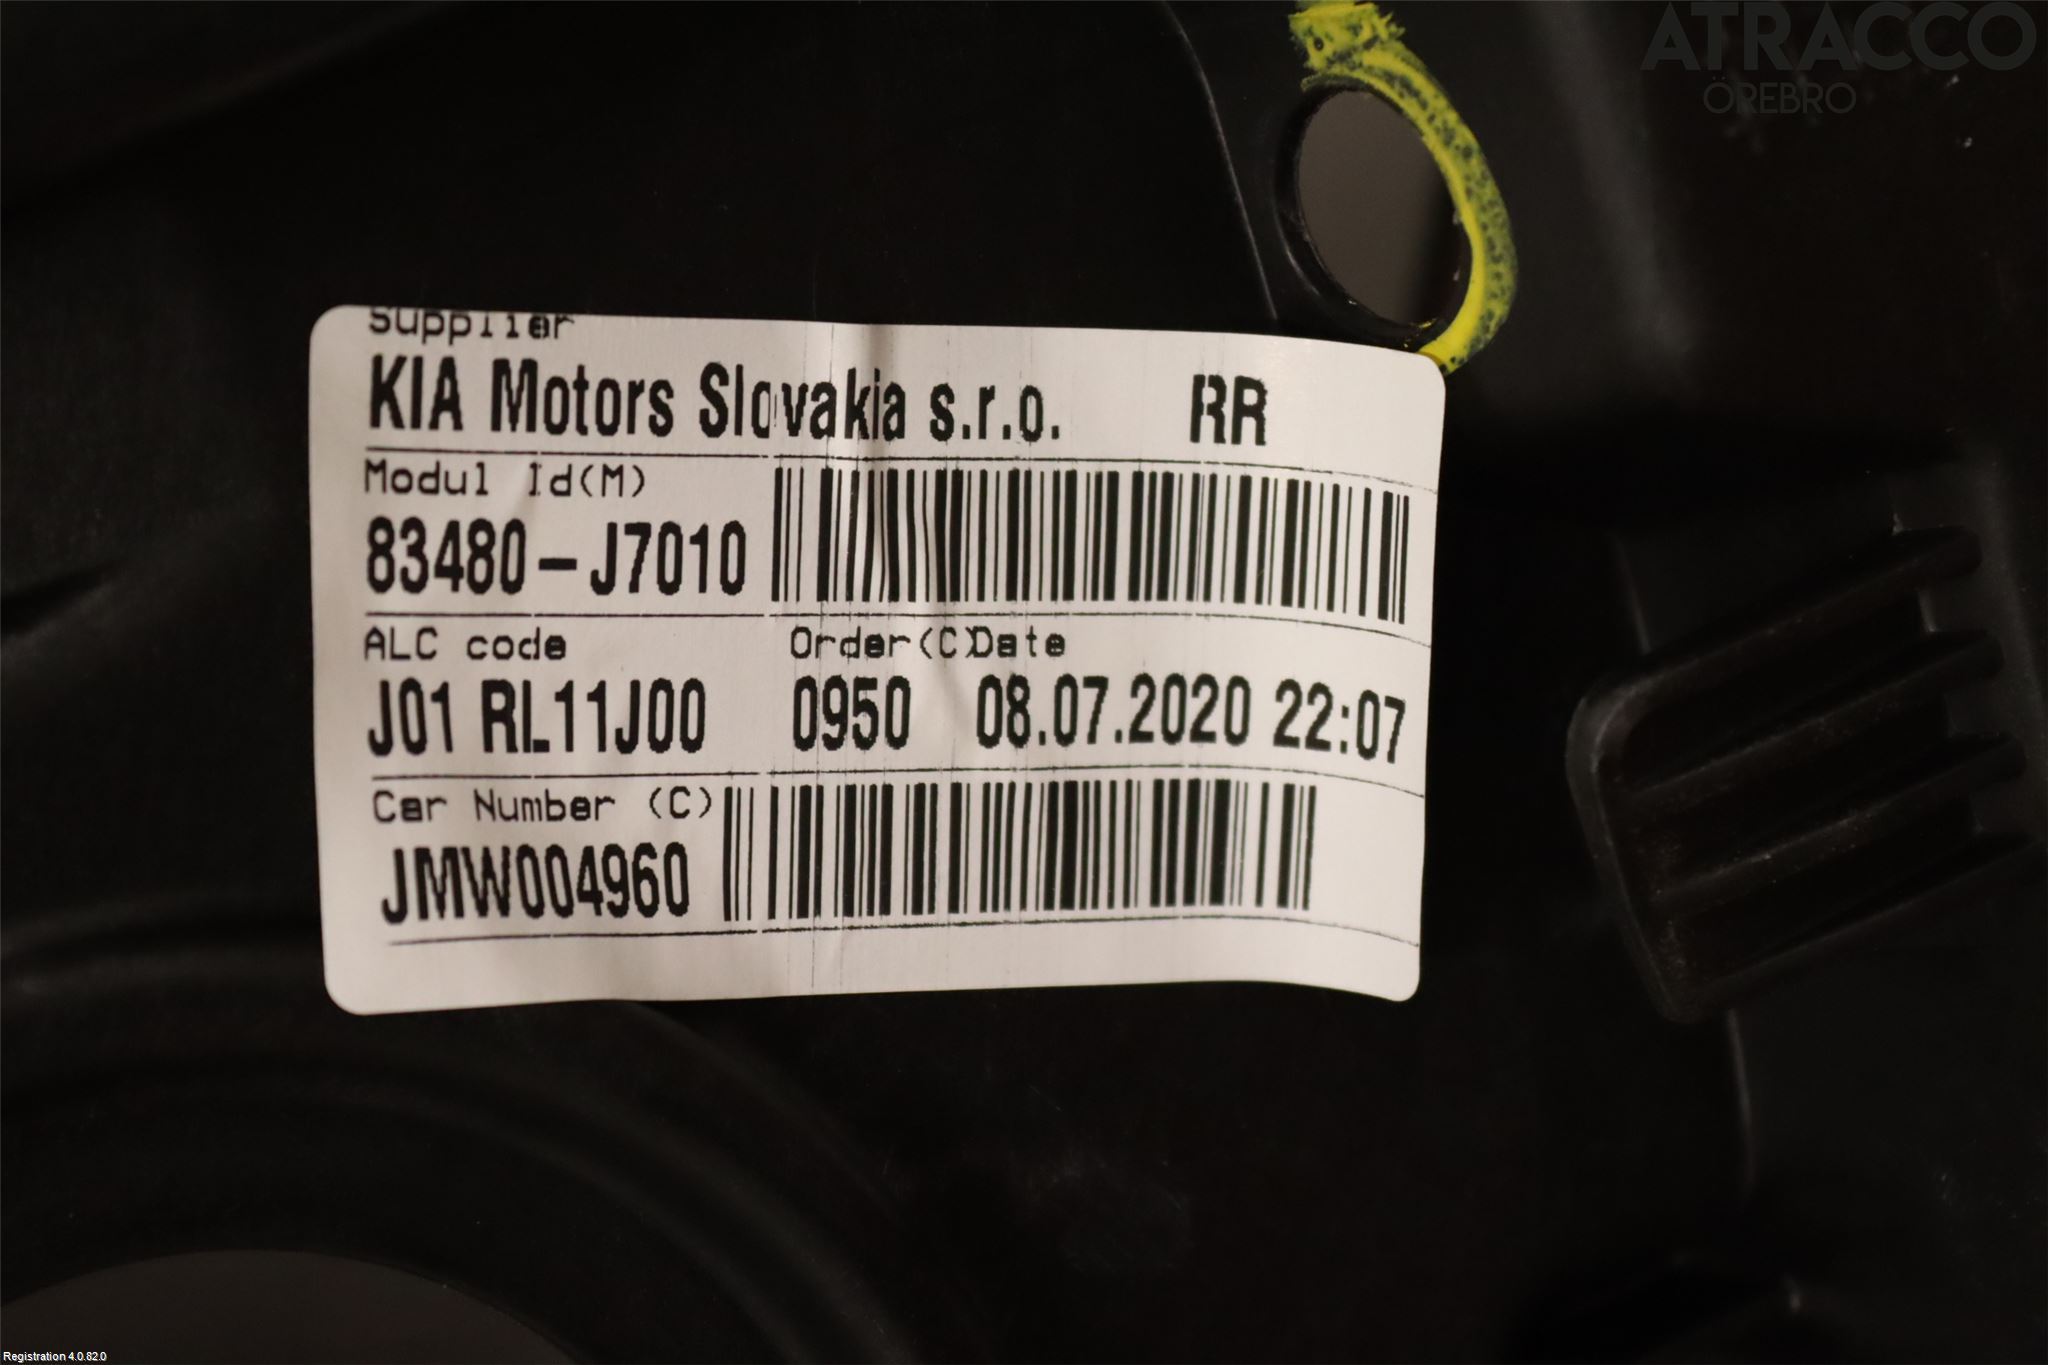 ATRACCO
ÖREBRO
Supplier
KIA Motors Slovakia s.r.o. RR
Modul Id(M)
83480-J7010
ALC code Order(C)Date
J01 RL11J00 0950 08.07.2020 22:07
Car Number (C)
JMW004960
Registration 4.0.82.0